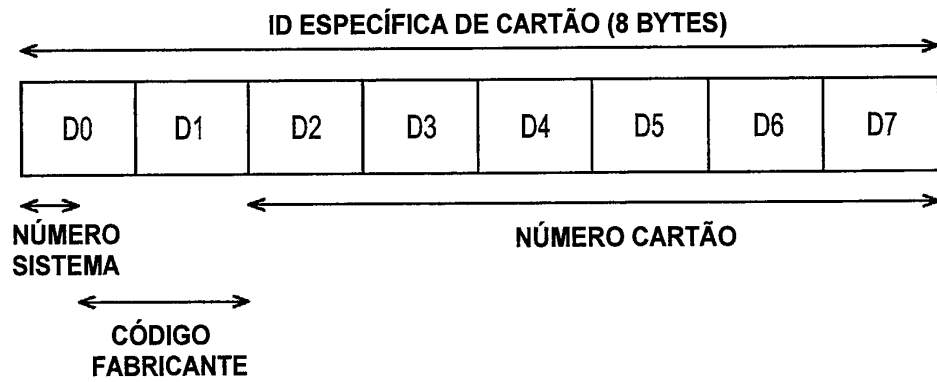 ID ESPECÍFICA DE CARTÃO (8 BYTES)
D0 D1 D2 D3 D4 D5 D6 D7
NÚMERO
SISTEMA
NÚMERO CARTÃO
CÓDIGO
FABRICANTE